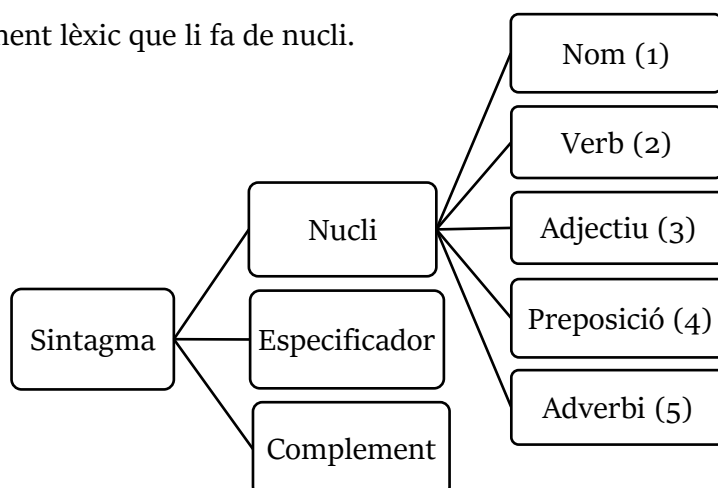 lèxic que li fa de nucli.
Nom (1)
Verb (2)
Nucli
Adjectiu (3)
Sintagma
Especificador
Preposició (4)
Complement
Adverbi (5)